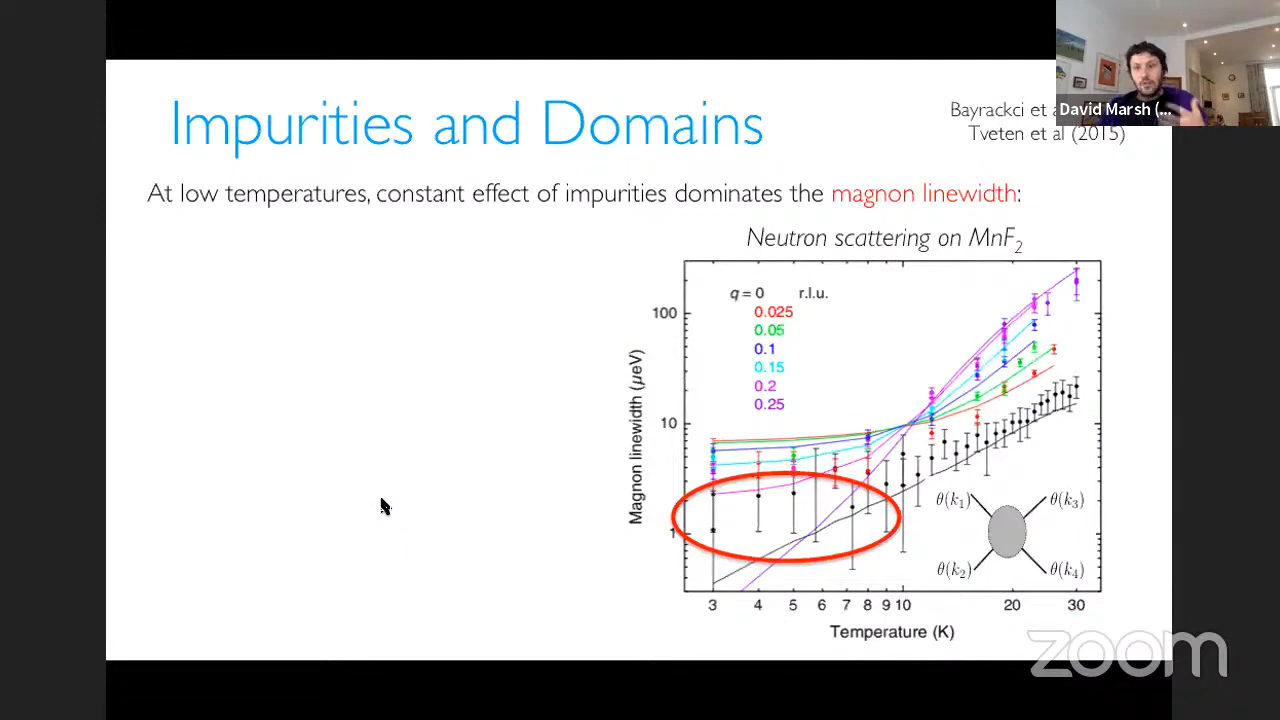 Impurities and Domains
Bayrackci et a
David Marsh (...
Tveten et al (2015)
At low temperatures, constant effect of impurities dominates the magnon linewidth:
Neutron scattering on MnF2
q = 0 r.l.u.
0.025
0.05
0.1
0.15
0.2
0.25
100
10
1
Magnon linewidth (μeV)
θ(k1) θ(k3)
θ(k2) θ(k4)
3 4 5 6 7 8 9 10 20 30
Temperature (K)
zoom